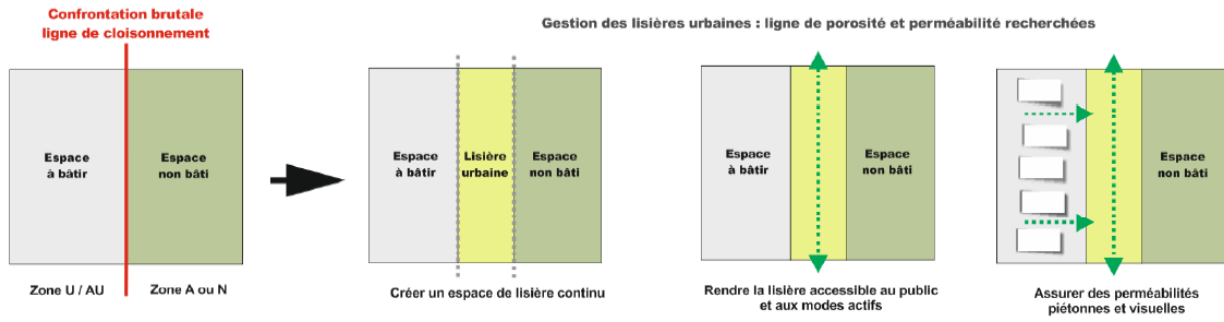 Confrontation brutale
ligne de cloisonnement
Gestion des lisières urbaines : ligne de porosité et perméabilité recherchées
Espace
à bâtir
Espace
non bâti
Espace
à bâtir
Lisière
urbaine
Espace
non bâti
Espace
à bâtir
Espace
non bâti
Espace
non bâti
Zone U / AU
Zone A ou N
Créer un espace de lisière continu
Rendre la lisière accessible au public
et aux modes actifs
Assurer des perméabilités
piétonnes et visuelles